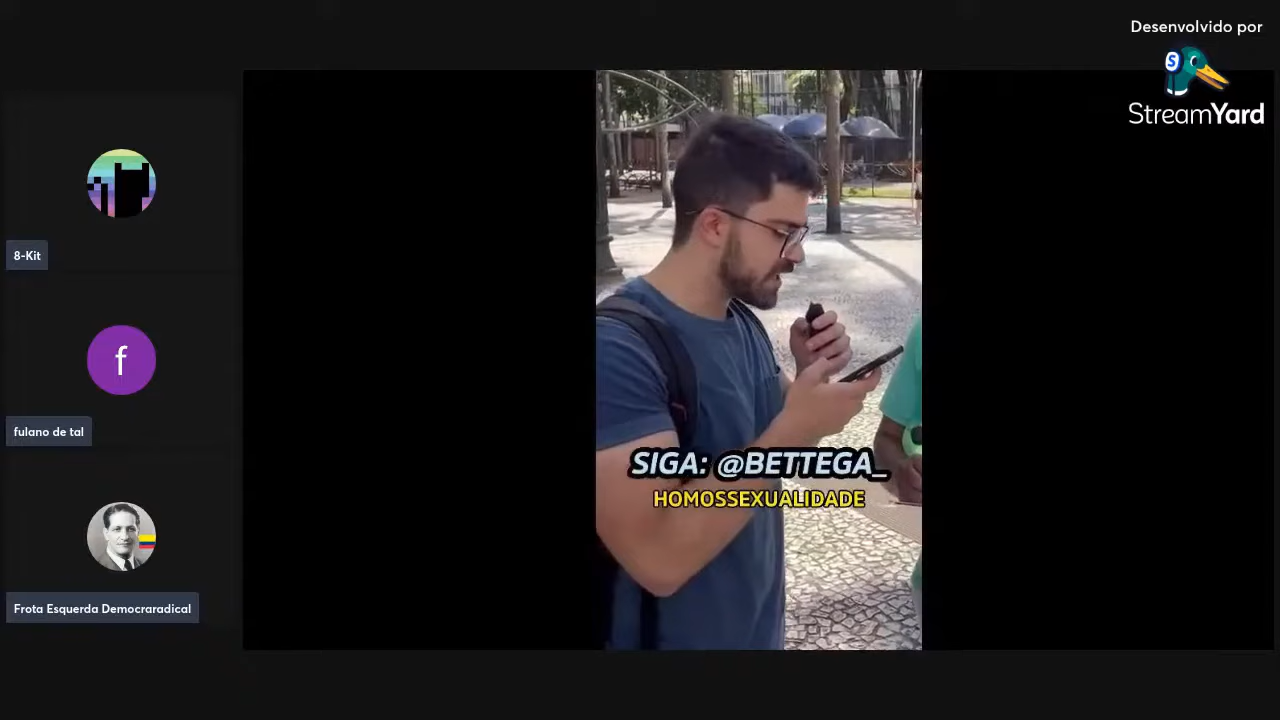 Desenvolvido por
S
StreamYard
8-Kit
f
fulano de tal
Frota Esquerda Democraradical
SIGA: @BETTEGA_
HOMOSSEXUALIDADE